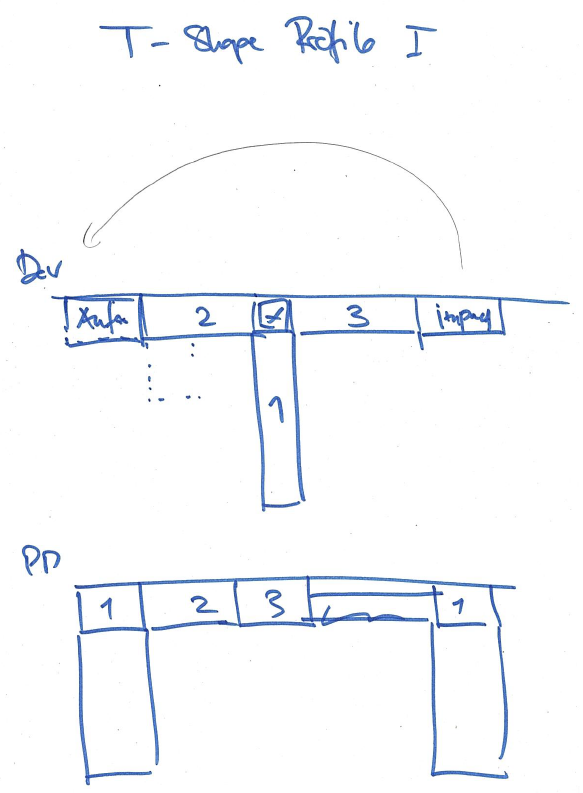 T - Shape Profile I
Dev
2 3 impact
1
PD
1 2 3 1